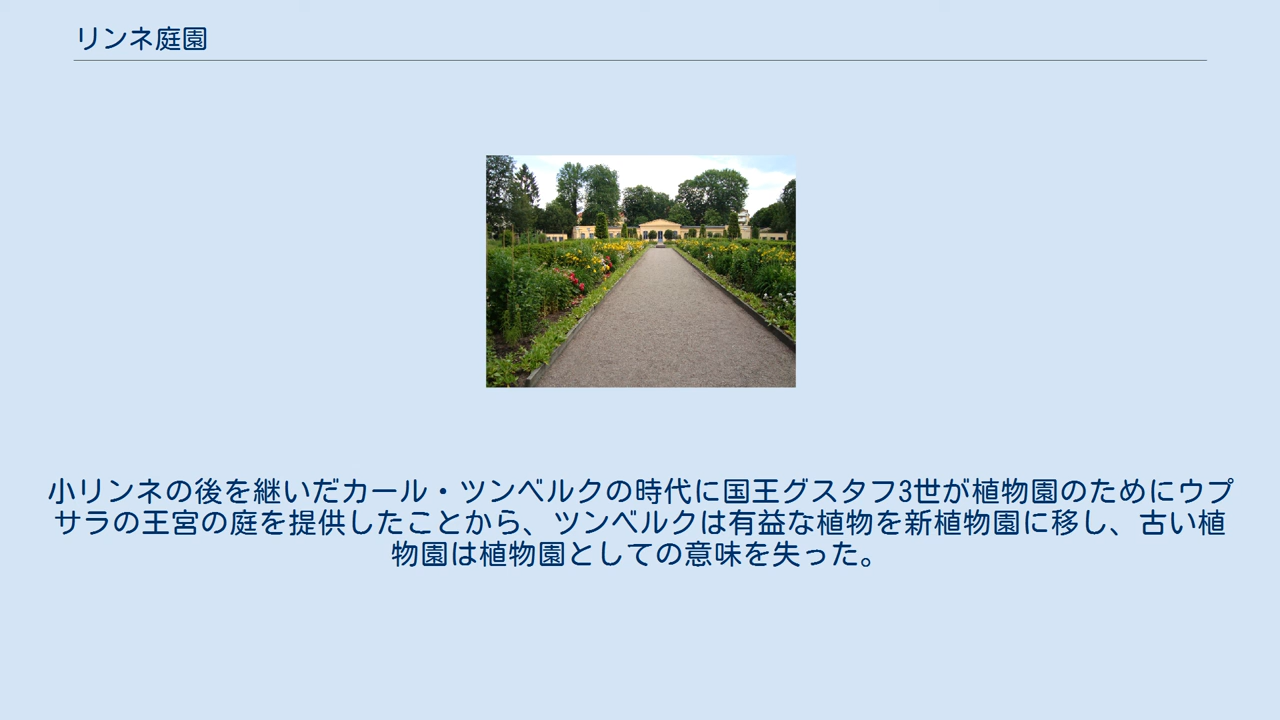 リンネ庭園
小リンネの後を継いだカール・ツンベルクの時代に国王グスタフ3世が植物園のためにウプ
サラの王宮の庭を提供したことから、ツンベルクは有益な植物を新植物園に移し、古い植
物園は植物園としての意味を失った。